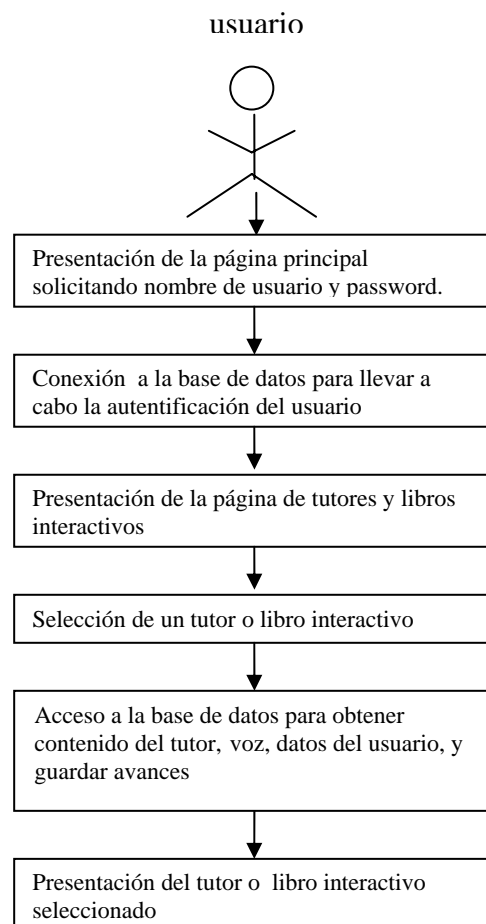 usuario
Presentación de la página principal
solicitando nombre de usuario y password.
Conexión a la base de datos para llevar a
cabo la autentificación del usuario
Presentación de la página de tutores y libros
interactivos
Selección de un tutor o libro interactivo
Acceso a la base de datos para obtener
contenido del tutor, voz, datos del usuario, y
guardar avances
Presentación del tutor o libro interactivo
seleccionado